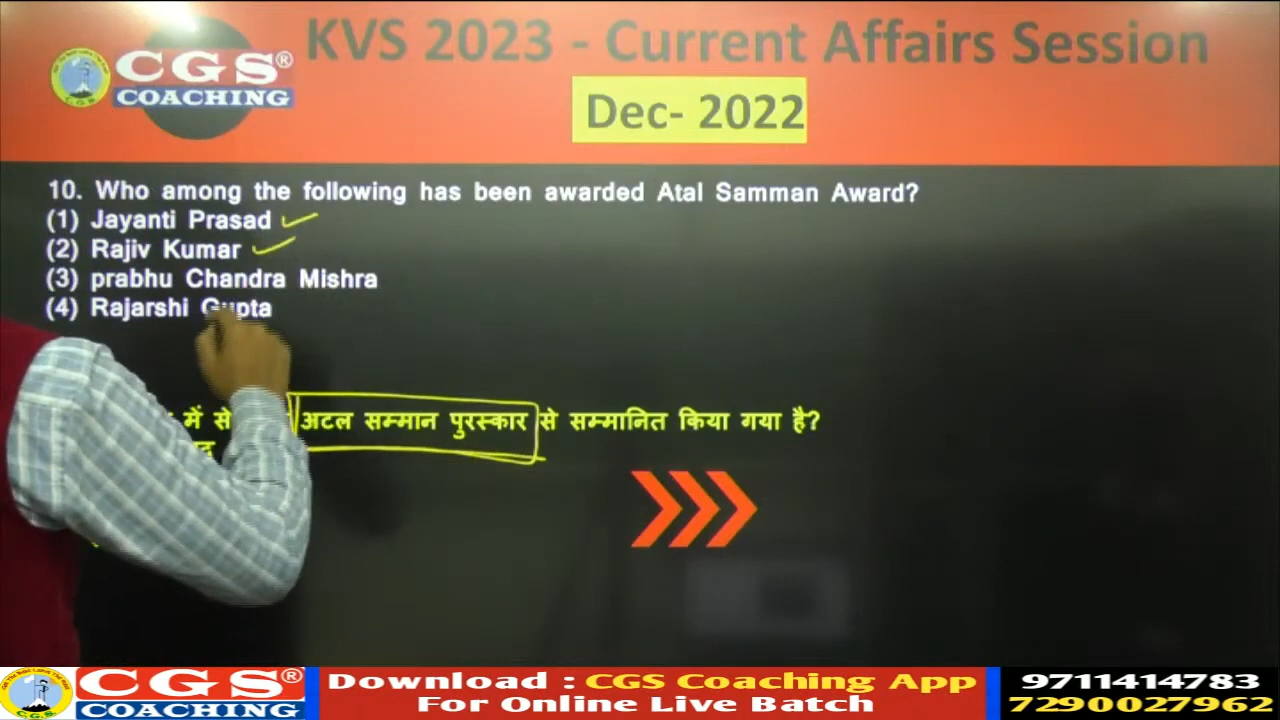 CGS®
COACHING
KVS 2023 - Current Affairs Session
Dec- 2022
10. Who among the following has been awarded Atal Samman Award?
(1) Jayanti Prasad
(2) Rajiv Kumar
(3) prabhu Chandra Mishra
(4) Rajarshi Gupta
में से
अटल सम्मान पुरस्कार से सम्मानित किया गया है?
CGS®
COACHING
Download : CGS Coaching App
For Online Live Batch
9711414783
7290027962